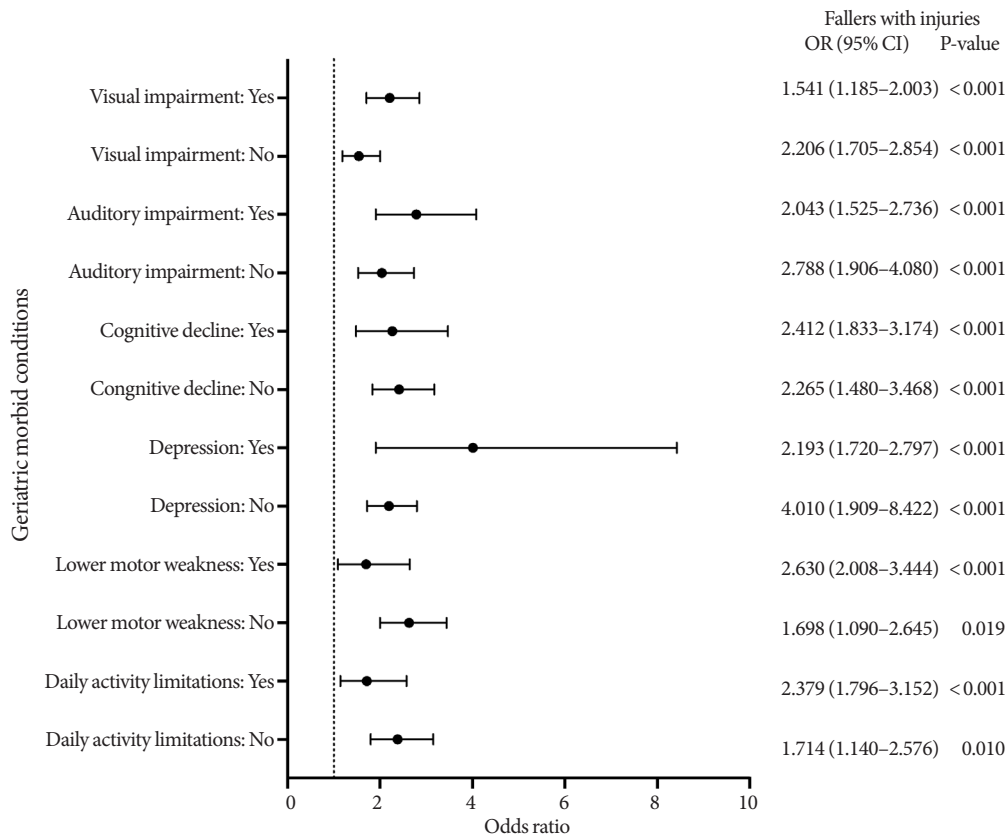 Fallers with injuries
OR (95% CI) P-value
Visual impairment: Yes 1.541 (1.185–2.003) <0.001
Visual impairment: No 2.206 (1.705–2.854) <0.001
Auditory impairment: Yes 2.043 (1.525–2.736) <0.001
Auditory impairment: No 2.788 (1.906–4.080) <0.001
Cognitive decline: Yes 2.412 (1.833–3.174) <0.001
Congnitive decline: No 2.265 (1.480–3.468) <0.001
Depression: Yes 2.193 (1.720–2.797) <0.001
Depression: No 4.010 (1.909–8.422) <0.001
Lower motor weakness: Yes 2.630 (2.008–3.444) <0.001
Lower motor weakness: No 1.698 (1.090–2.645) 0.019
Daily activity limitations: Yes 2.379 (1.796–3.152) <0.001
Daily activity limitations: No 1.714 (1.140–2.576) 0.010
Geriatric morbid conditions
0 2 4 6 8 10
Odds ratio